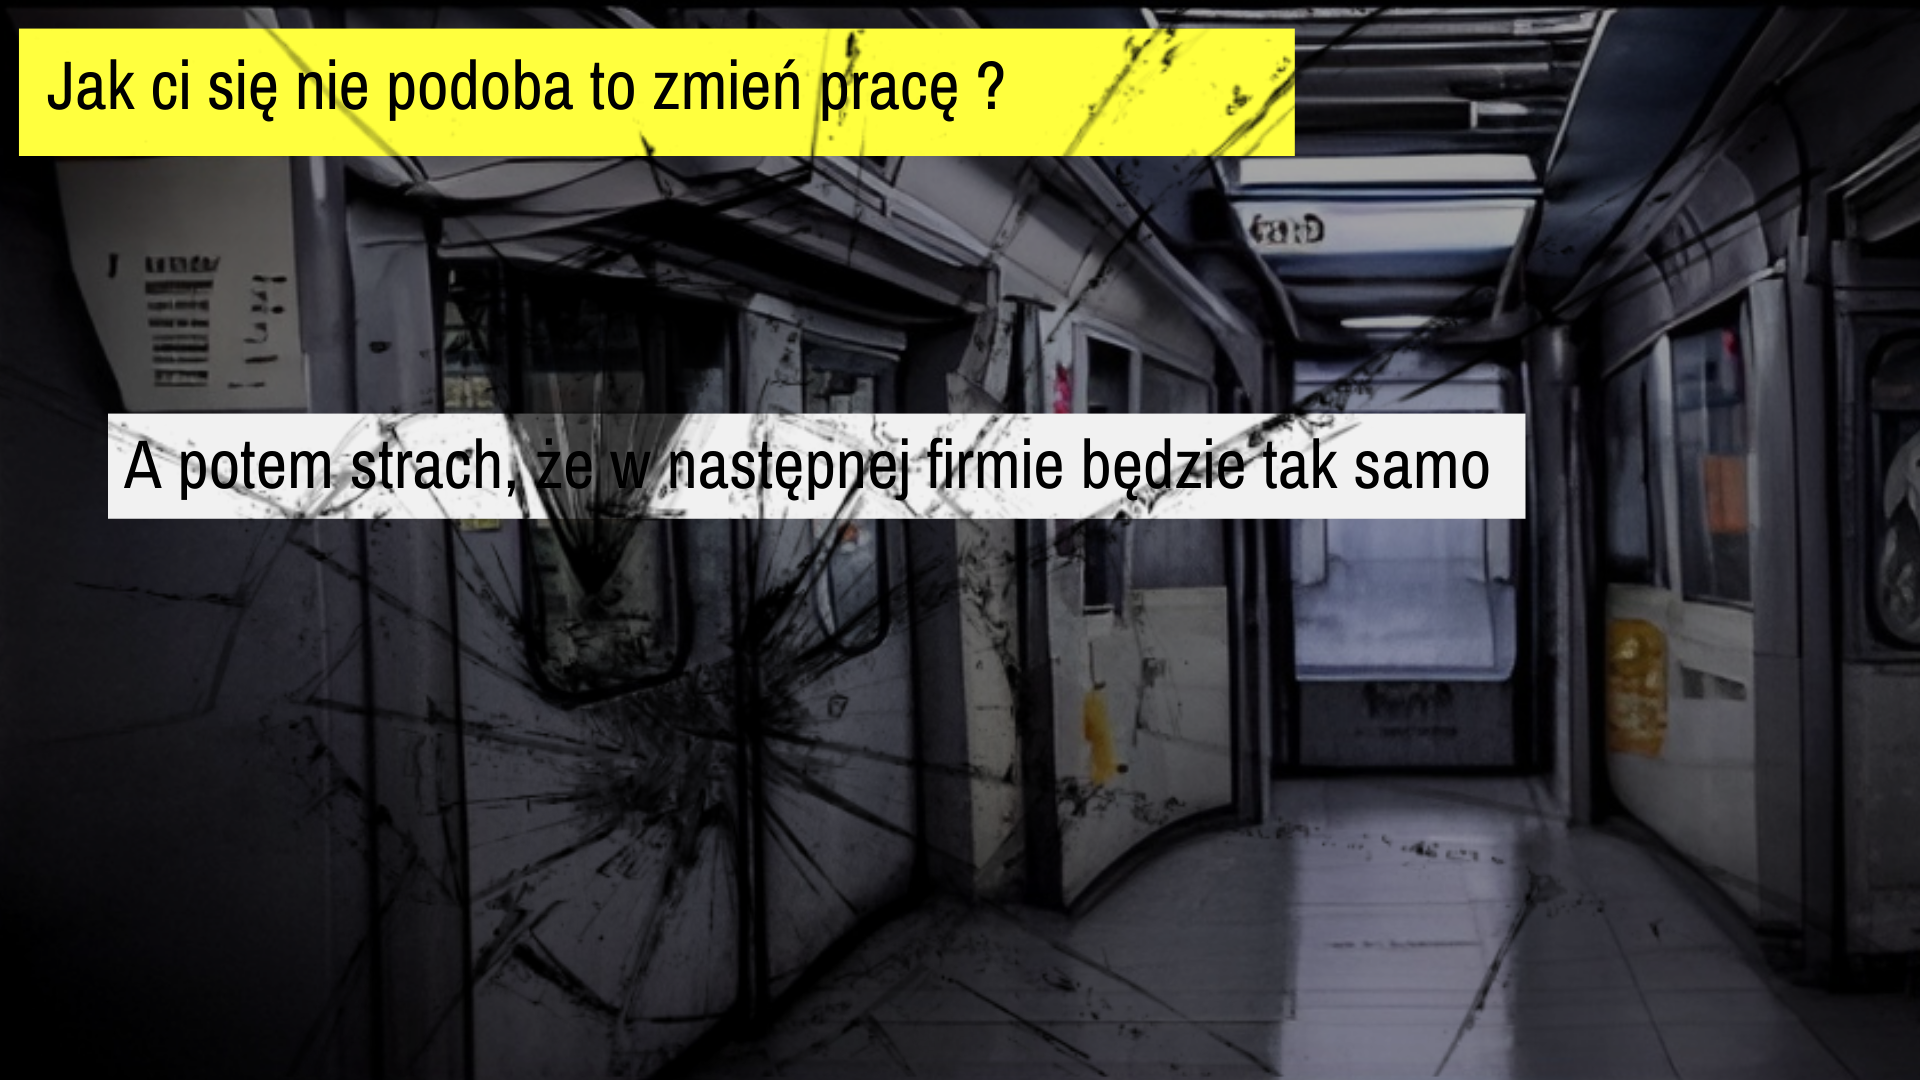 Jak ci się nie podoba to zmień pracę ?
A potem strach, że w następnej firmie będzie tak samo